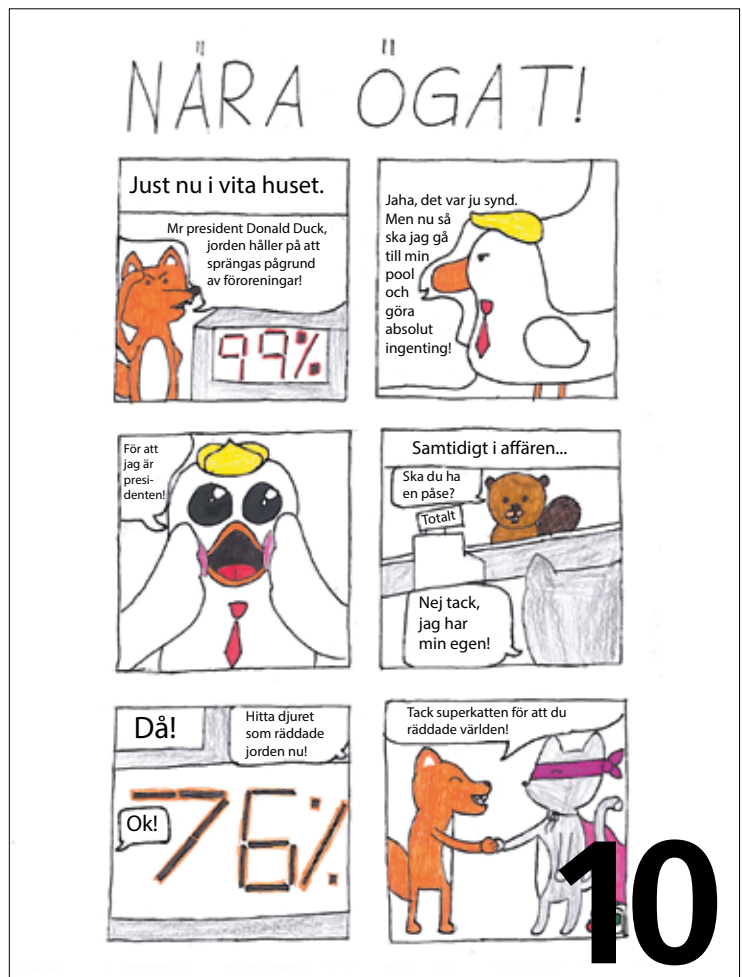 NÄRA ÖGAT!
Just nu i vita huset.
Mr president Donald Duck,
jorden håller på att
sprängas pågrund
av föroreningar!
99%
Jaha, det var ju synd.
Men nu så
ska jag gå
till min
pool
och
göra
absolut
ingenting!
För att
jag är
presi-
denten!
Samtidigt i affären...
Ska du ha
en påse?
Totalt
Nej tack,
jag har
min egen!
Då!
Hitta djuret
som räddade
jorden nu!
Ok!
76%
Tack superkatten för att du
räddade världen!
10